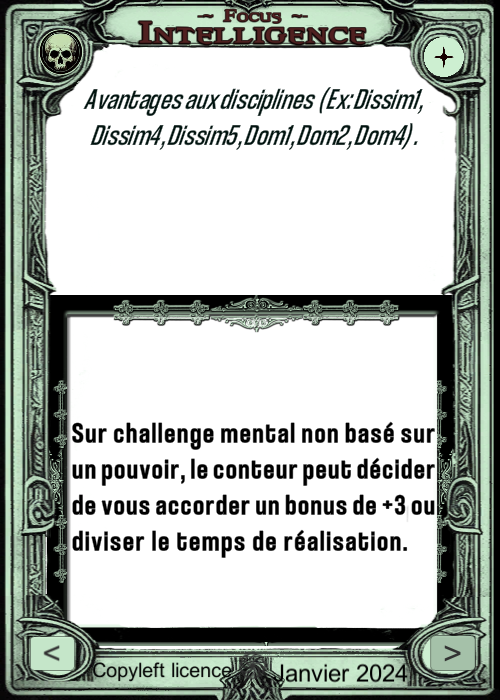 ~ Focus ~
Intelligence
Avantages aux disciplines (Ex:Dissim1,
Dissim4,Dissim5,Dom1,Dom2,Dom4) .
Sur challenge mental non basé sur
un pouvoir, le conteur peut décider
de vous accorder un bonus de +3 ou
diviser le temps de réalisation.
< Copyleft licence Janvier 2024 >